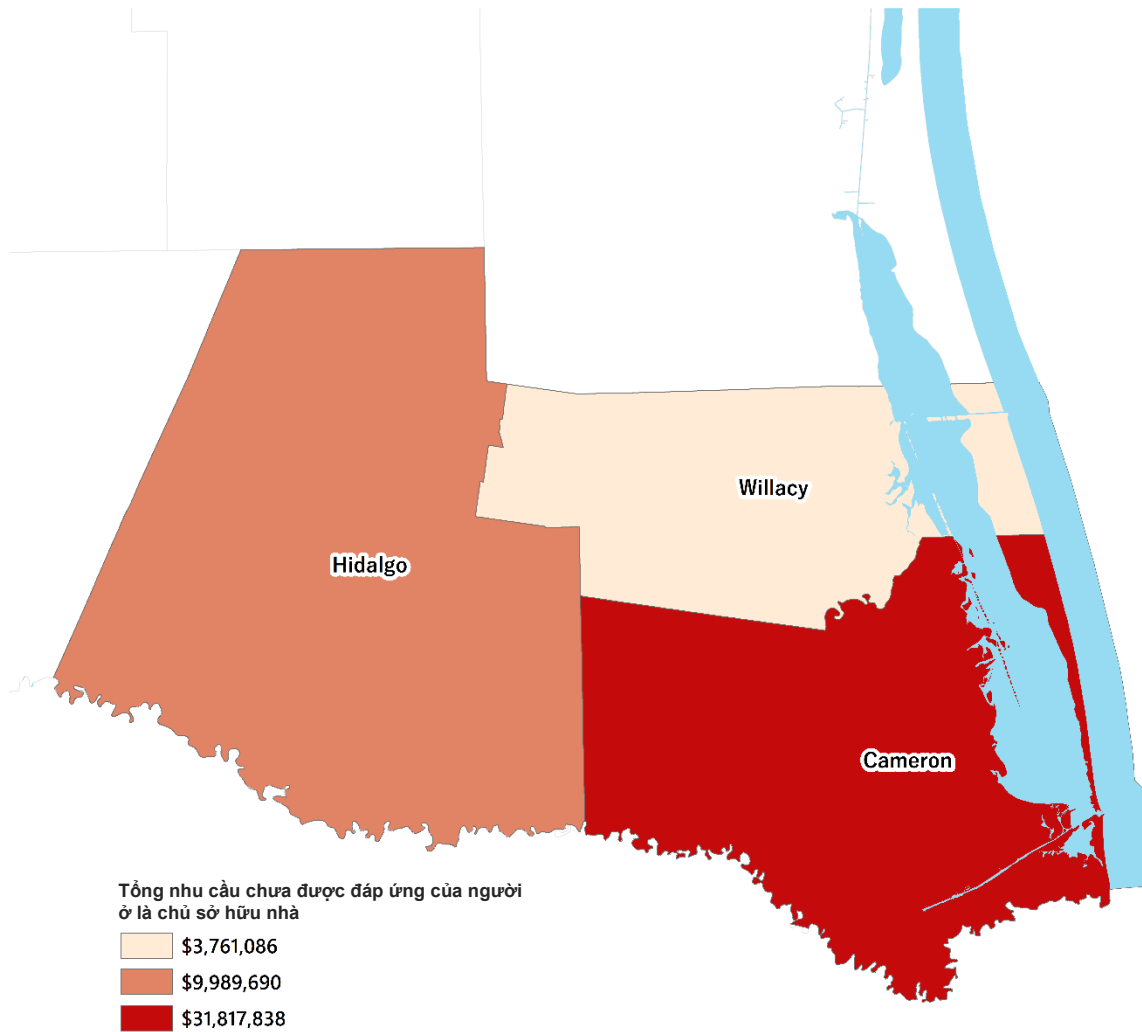 Willacy
Hidalgo
Cameron
Tổng nhu cầu chưa được đáp ứng của người
ở là chủ sở hữu nhà
$3,761,086
$9,989,690
$31,817,838